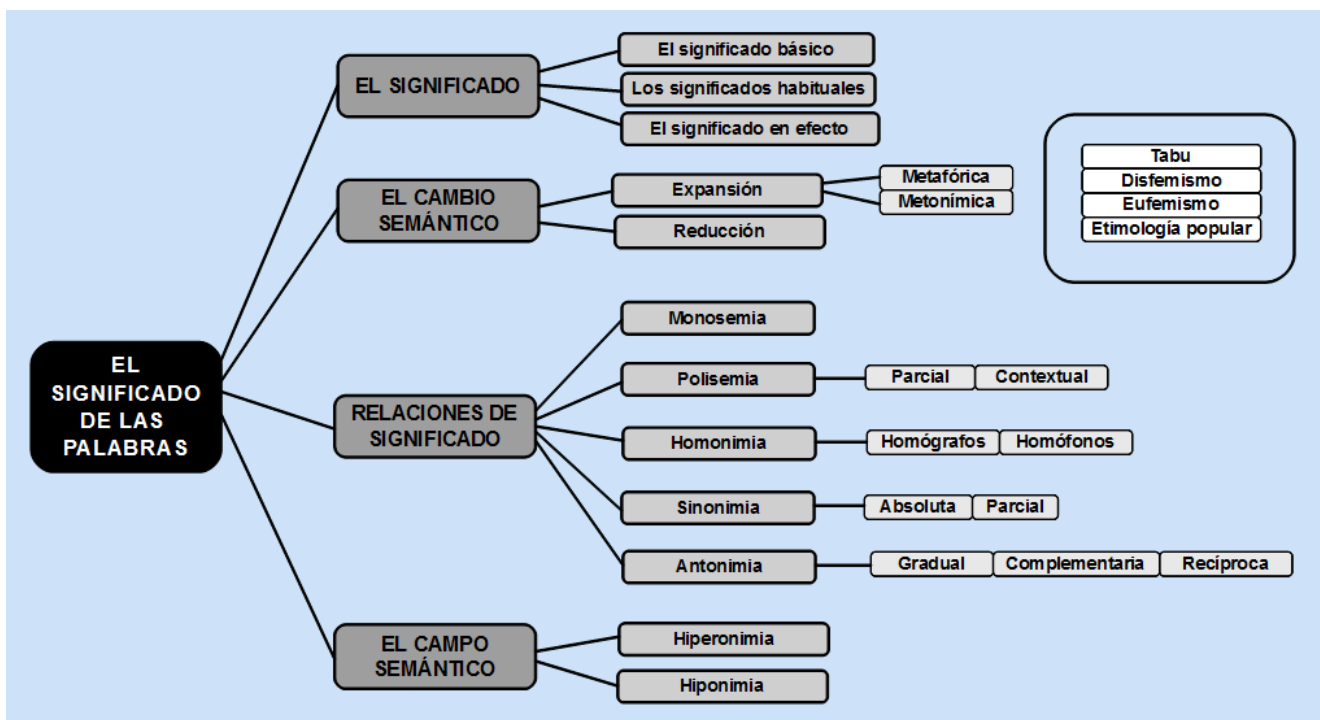 EL
SIGNIFICADO
DE LAS
PALABRAS
EL SIGNIFICADO
El significado básico
Los significados habituales
El significado en efecto
EL CAMBIO
SEMÁNTICO
Expansión
Metafórica
Metonímica
Reducción
Tabu
Disfemismo
Eufemismo
Etimología popular
RELACIONES DE
SIGNIFICADO
Monosemia
Polisemia
Parcial
Contextual
Homonimia
Homógrafos
Homófonos
Sinonimia
Absoluta
Parcial
Antonimia
Gradual
Complementaria
Recíproca
EL CAMPO
SEMÁNTICO
Hiperonimia
Hiponimia